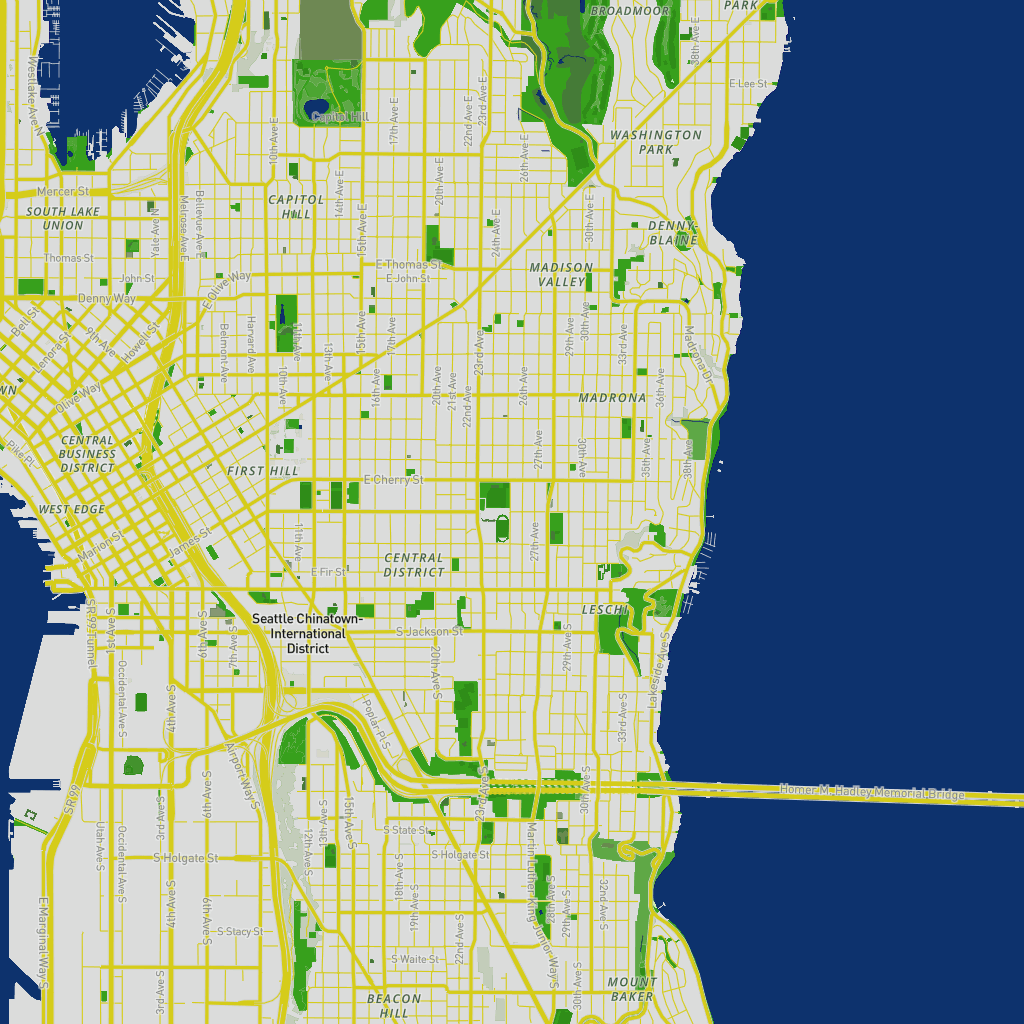 BROADMOOR
PARK
38th Ave E
Westlake Ave N
E Lee St
23rd Ave E
17th Ave E
22nd Ave E
Capitol Hill
10th Ave E
WASHINGTON
PARK
26th Ave E
20th Ave E
14th Ave E
Mercer St
CAPITOL
HILL
SOUTH LAKE
UNION
Yale Ave N
Melrose Ave E
Bellevue Ave E
15th Ave E
24th Ave E
30th Ave E
DENNY-
BLAINE
Thomas St
John St
E Thomas St
E John St
MADISON
VALLEY
Denny Way
E Olive Way
Bell St
Lenora St
9th Ave
Howell St
Belmont Ave
Harvard Ave
11th Ave
13th Ave
15th Ave
17th Ave
23rd Ave
29th Ave
30th Ave
33rd Ave
Madrona Dr
WN
Olive Way
10th Ave
16th Ave
20th Ave
21st Ave
22nd Ave
26th Ave
MADRONA
36th Ave
Pike Pl
CENTRAL
BUSINESS
DISTRICT
FIRST HILL
E Cherry St
27th Ave
30th Ave
35th Ave
38th Ave
WEST EDGE
Marion St
James St
11th Ave
27th Ave
E Fir St
CENTRAL
DISTRICT
LESCHI
SR 99 Tunnel
1st Ave S
6th Ave S
7th Ave S
Seattle Chinatown-
International
District
S Jackson St
29th Ave S
Lakeside Ave S
Occidental Ave S
4th Ave S
20th Ave S
33rd Ave S
Poplar Pl S
Airport Way S
SR 99
6th Ave S
3rd Ave S
23rd Ave S
30th Ave S
Homer M. Hadley Memorial Bridge
Utah Ave S
Occidental Ave S
12th Ave S
13th Ave S
15th Ave S
S State St
S Holgate St
S Holgate St
Martin Luther King Junior Way S
18th Ave S
19th Ave S
22nd Ave S
28th Ave S
29th Ave S
32nd Ave S
E Marginal Way S
4th Ave S
6th Ave S
S Stacy St
S Waite St
3rd Ave S
30th Ave S
BEACON
HILL
MOUNT
BAKER